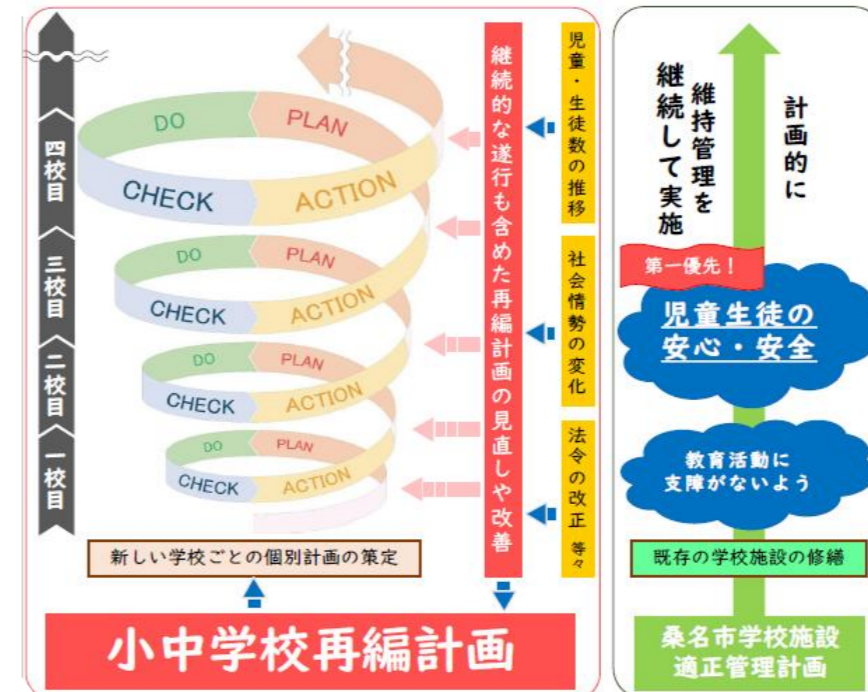 四校目
三校目
二校目
一校目
DO
PLAN
CHECK
ACTION
DO
PLAN
CHECK
ACTION
DO
PLAN
CHECK
ACTION
DO
PLAN
CHECK
ACTION
新しい学校ごとの個別計画の策定
継続的な遂行も含めた再編計画の見直しや改善
児童・生徒数の推移
社会情勢の変化
法令の改正 等々
小中学校再編計画
計画的に
維持管理を
継続して実施
第一優先！
児童生徒の
安心・安全
教育活動に
支障がないよう
既存の学校施設の修繕
桑名市学校施設
適正管理計画